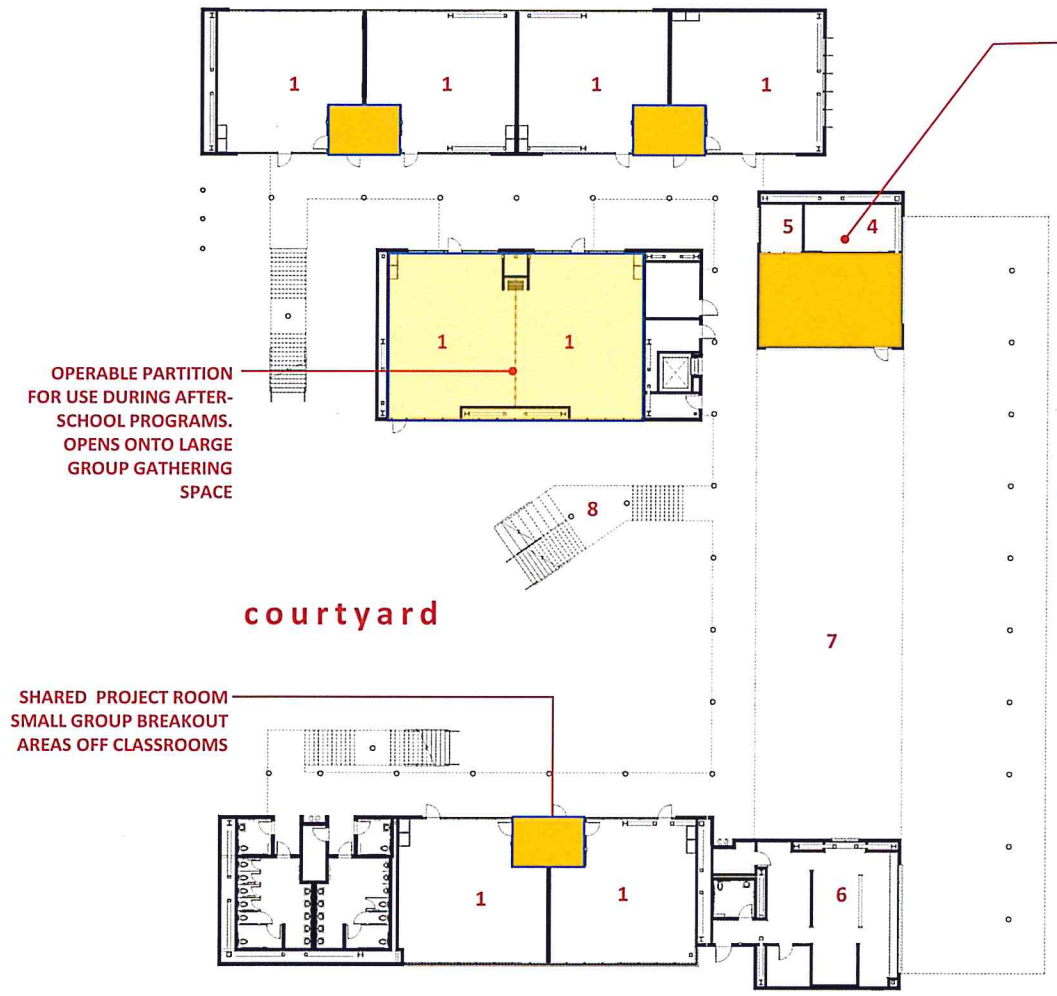 1 1 1 1
5 4
1 1
OPERABLE PARTITION
FOR USE DURING AFTER-
SCHOOL PROGRAMS.
OPENS ONTO LARGE
GROUP GATHERING
SPACE
8
courtyard
7
SHARED PROJECT ROOM
SMALL GROUP BREAKOUT
AREAS OFF CLASSROOMS
1 1
6